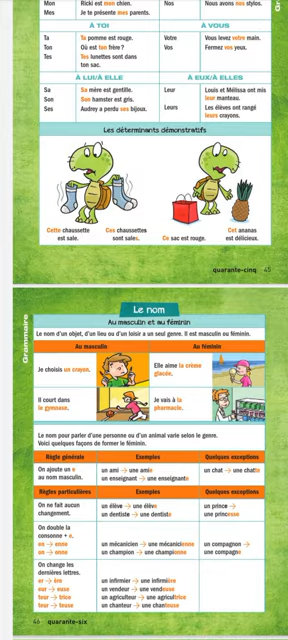 Mon Ricki est mon chien. Nos Nous avons nos stylos.
Mes Je te présente mes parents.
À TOI À VOUS
Ta Ta pomme est rouge. Votre Vous levez votre main.
Ton Où est ton frère? Vos Fermez vos yeux.
Tes Tes lunettes sont dans
ton sac.
À LUI/À ELLE À EUX/À ELLES
Sa Sa mère est gentille. Leur Louis et Mélissa ont mis
leur manteau.
Son Son hamster est gris.
Ses Audrey a perdu ses bijoux. Leurs Les élèves ont rangé
leurs crayons.
Les déterminants démonstratifs
Cette chaussette
est sale.
Ces chaussettes
sont sales.
Ce sac est rouge.
Cet ananas
est délicieux.
quarante-cinq 45
Grammaire
Le nom
Au masculin et au féminin
Le nom d'un objet, d'un lieu ou d'un loisir a un seul genre. Il est masculin ou féminin.
Au masculin Au féminin
Je choisis un crayon.
Elle aime la crème
glacée.
Il court dans
le gymnase.
Je vais à la
pharmacie.
Le nom pour parler d'une personne ou d'un animal varie selon le genre.
Voici quelques façons de former le féminin.
Règle générale Exemples Quelques exceptions
On ajoute un e
au nom masculin.
un ami → une amie
un enseignant → une enseignante
un chat → une chatte
Règles particulières Exemples Quelques exceptions
On ne fait aucun
changement.
un élève → une élève
un dentiste → une dentiste
un prince →
une princesse
On double la
consonne + e.
en → enne
on → onne
un mécanicien → une mécanicienne
un champion → une championne
un compagnon →
une compagne
On change les
dernières lettres.
er → ère
eur → euse
teur → trice
teur → teuse
un infirmier → une infirmière
un vendeur → une vendeuse
un agriculteur → une agricultrice
un chanteur → une chanteuse
46 quarante-six